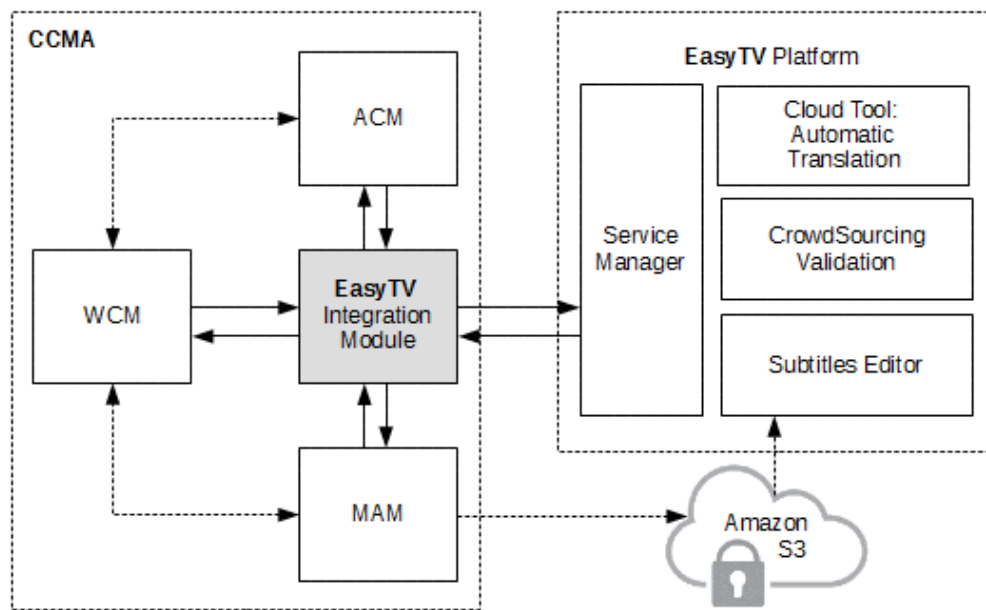 CCMA
ACM
WCM
EasyTV
Integration
Module
MAM
EasyTV Platform
Service
Manager
Cloud Tool:
Automatic
Translation
CrowdSourcing
Validation
Subtitles Editor
Amazon
S3